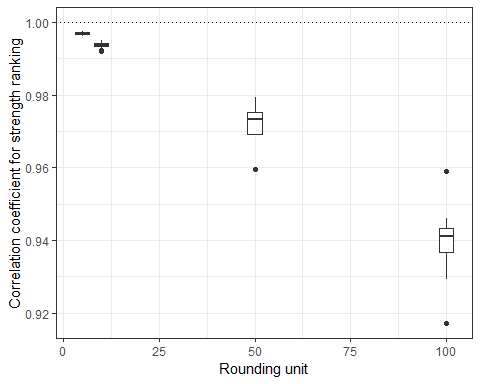 Correlation coefficient for strength ranking
1.00
0.98
0.96
0.94
0.92
0 25 50 75 100
Rounding unit